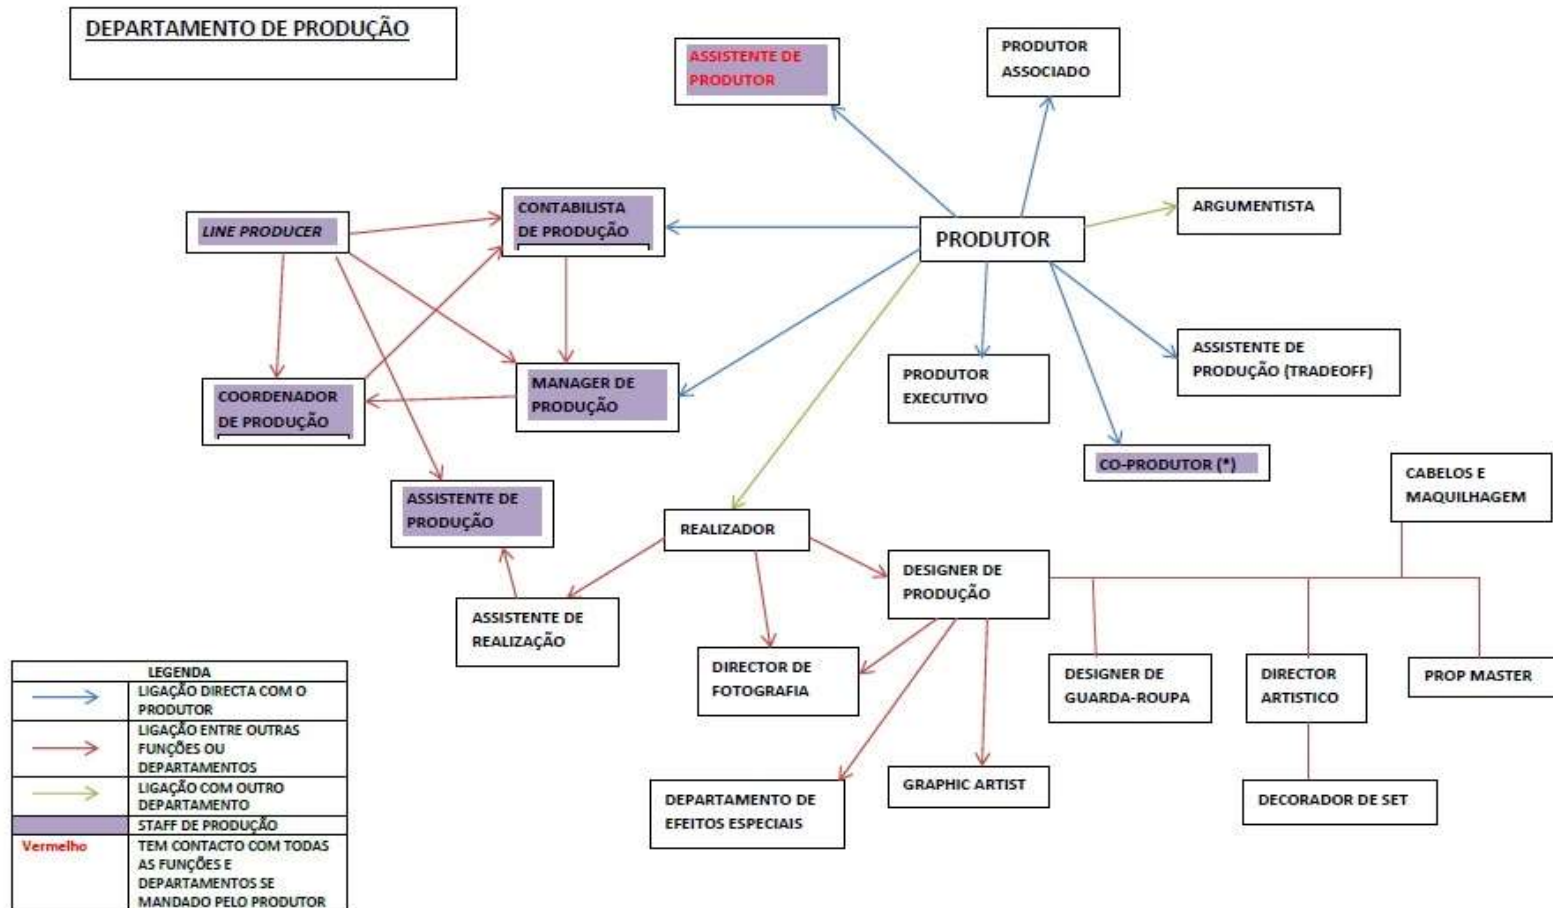 DEPARTAMENTO DE PRODUÇÃO
ASSISTENTE DE
PRODUTOR
PRODUTOR
ASSOCIADO
LINE PRODUCER
CONTABILISTA
DE PRODUÇÃO
PRODUTOR
ARGUMENTISTA
COORDENADOR
DE PRODUÇÃO
MANAGER DE
PRODUÇÃO
PRODUTOR
EXECUTIVO
ASSISTENTE DE
PRODUÇÃO (TRADEOFF)
CO-PRODUTOR (*)
CABELOS E
MAQUILHAGEM
ASSISTENTE DE
PRODUÇÃO
REALIZADOR
DESIGNER DE
PRODUÇÃO
ASSISTENTE DE
REALIZAÇÃO
DIRECTOR DE
FOTOGRAFIA
DESIGNER DE
GUARDA-ROUPA
DIRECTOR
ARTISTICO
PROP MASTER
DEPARTAMENTO DE
EFEITOS ESPECIAIS
GRAPHIC ARTIST
DECORADOR DE SET
LEGENDA
LIGAÇÃO DIRECTA COM O
PRODUTOR
LIGAÇÃO ENTRE OUTRAS
FUNÇÕES OU
DEPARTAMENTOS
LIGAÇÃO COM OUTRO
DEPARTAMENTO
STAFF DE PRODUÇÃO
Vermelho
TEM CONTACTO COM TODAS
AS FUNÇÕES E
DEPARTAMENTOS SE
MANDADO PELO PRODUTOR